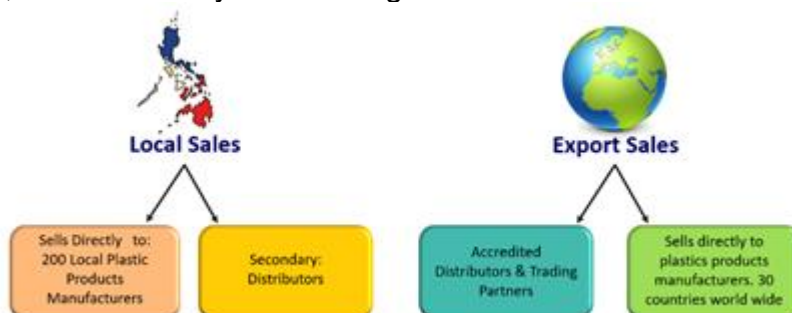 Local Sales
Export Sales
Sells Directly to:
200 Local Plastic
Products
Manufacturers
Secondary:
Distributors
Accredited
Distributors & Trading
Partners
Sells directly to
plastics products
manufacturers. 30
countries world wide